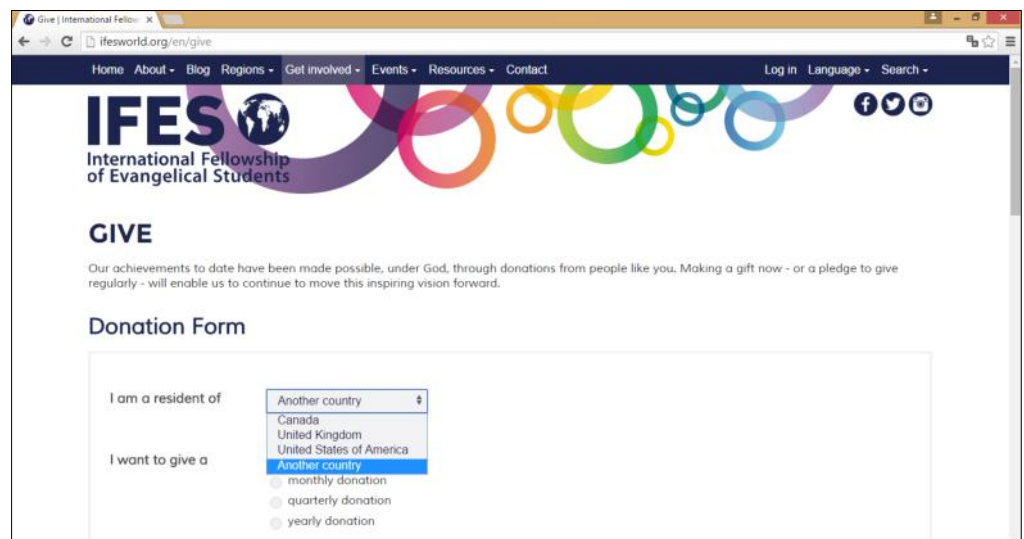 Give | International Fellow
ifesworld.org/en/give
Home About Blog Regions Get involved Events Resources Contact Log in Language Search
IFES
International Fellowship
of Evangelical Students
GIVE
Our achievements to date have been made possible, under God, through donations from people like you. Making a gift now - or a pledge to give
regularly - will enable us to continue to move this inspiring vision forward.
Donation Form
I am a resident of Another country
Canada
United Kingdom
United States of America
I want to give a Another country
monthly donation
quarterly donation
yearly donation